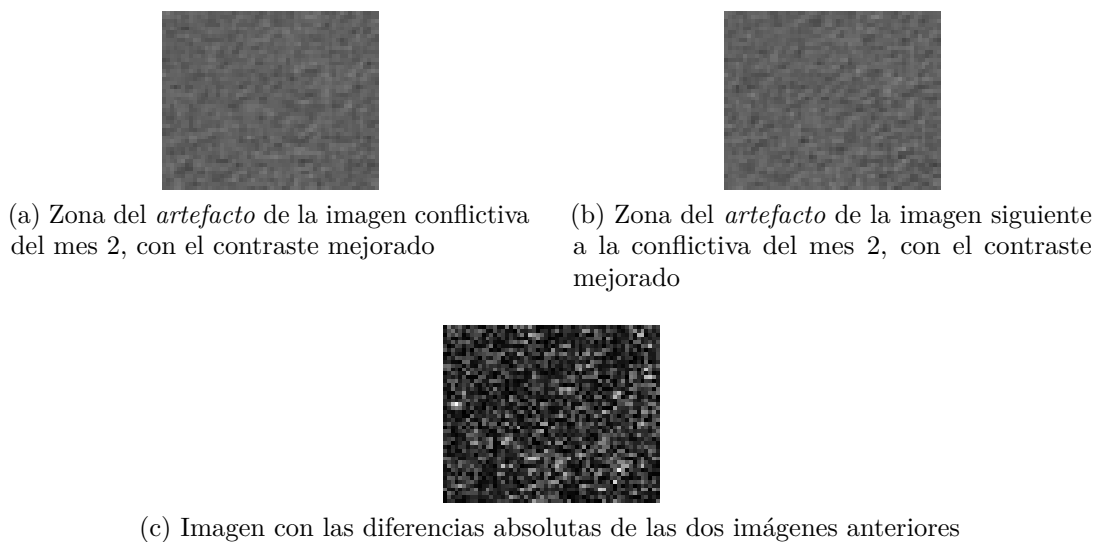 (a) Zona del artefacto de la imagen conflictiva
del mes 2, con el contraste mejorado
(b) Zona del artefacto de la imagen siguiente
a la conflictiva del mes 2, con el contraste
mejorado
(c) Imagen con las diferencias absolutas de las dos imágenes anteriores